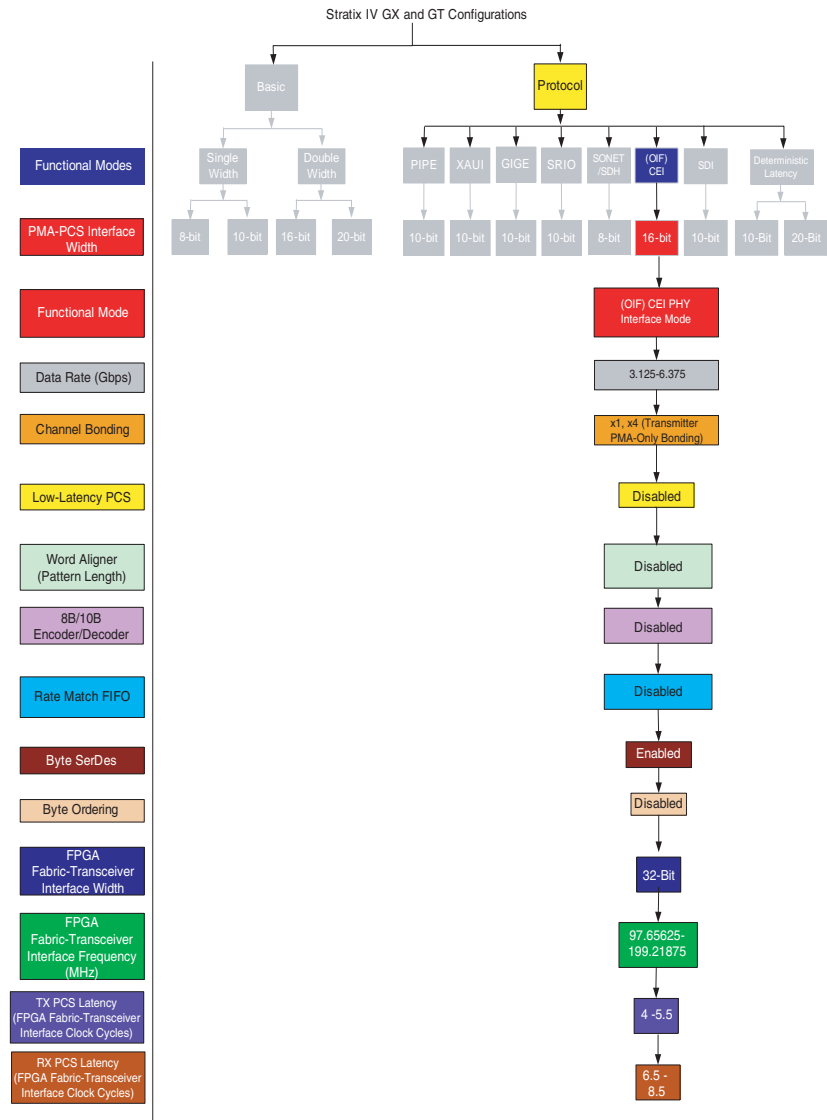 Stratix IV GX and GT Configurations
Basic
Protocol
Functional Modes
Single
Width
Double
Width
PIPE
XAUI
GIGE
SRIO
SONET
/SDH
(OIF)
CEI
SDI
Deterministic
Latency
PMA-PCS Interface
Width
8-bit
10-bit
16-bit
20-bit
10-bit
10-bit
10-bit
10-bit
8-bit
16-bit
10-bit
10-Bit
20-Bit
Functional Mode
(OIF) CEI PHY
Interface Mode
Data Rate (Gbps)
3.125-6.375
Channel Bonding
x1, x4 (Transmitter
PMA-Only Bonding)
Low-Latency PCS
Disabled
Word Aligner
(Pattern Length)
Disabled
8B/10B
Encoder/Decoder
Disabled
Rate Match FIFO
Disabled
Byte SerDes
Enabled
Byte Ordering
Disabled
FPGA
Fabric-Transceiver
Interface Width
32-Bit
FPGA
Fabric-Transceiver
Interface Frequency
(MHz)
97.65625-
199.21875
TX PCS Latency
(FPGA Fabric-Transceiver
Interface Clock Cycles)
4 -5.5
RX PCS Latency
(FPGA Fabric-Transceiver
Interface Clock Cycles)
6.5 -
8.5